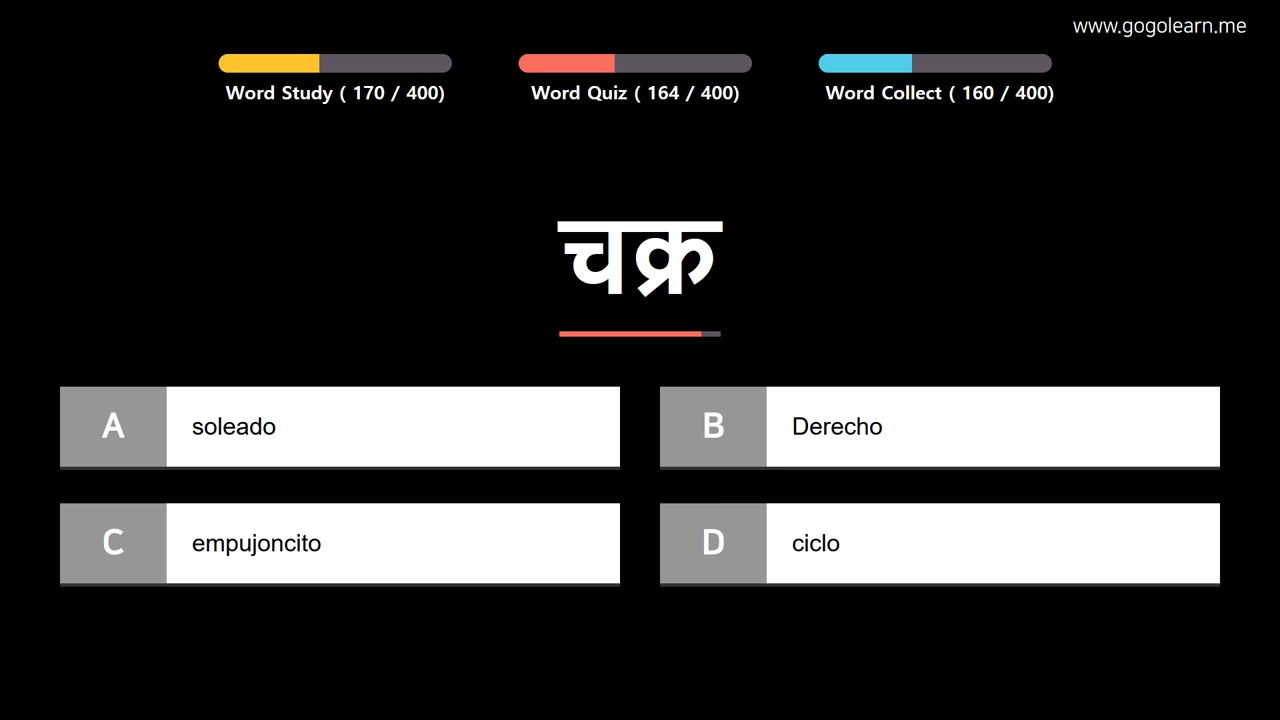 www.gogolearn.me
Word Study ( 170 / 400)
Word Quiz ( 164 / 400)
Word Collect ( 160 / 400)
चक्र
A soleado
B Derecho
C empujoncito
D ciclo